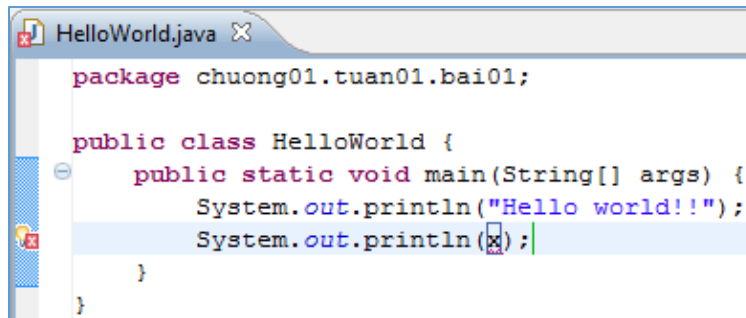 HelloWorld.java
package chuong01.tuan01.bai01;
public class HelloWorld {
public static void main(String[] args) {
System.out.println("Hello world!!");
System.out.println(x);
}
}